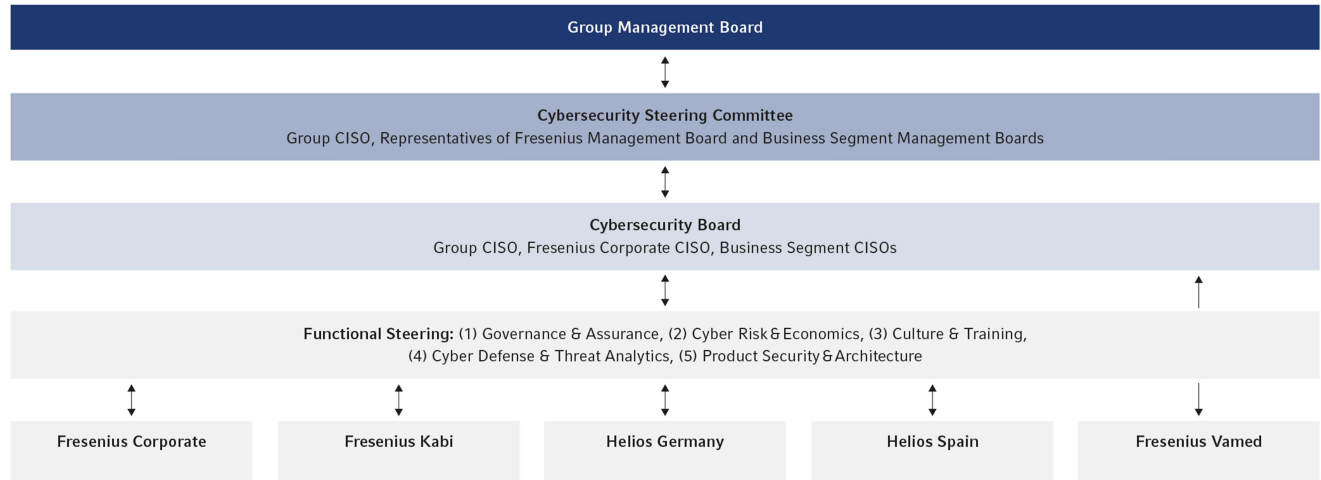 Group Management Board
Cybersecurity Steering Committee
Group CISO, Representatives of Fresenius Management Board and Business Segment Management Boards
Cybersecurity Board
Group CISO, Fresenius Corporate CISO, Business Segment CISOs
Functional Steering: (1) Governance & Assurance, (2) Cyber Risk & Economics, (3) Culture & Training,
(4) Cyber Defense & Threat Analytics, (5) Product Security & Architecture
Fresenius Corporate
Fresenius Kabi
Helios Germany
Helios Spain
Fresenius Vamed